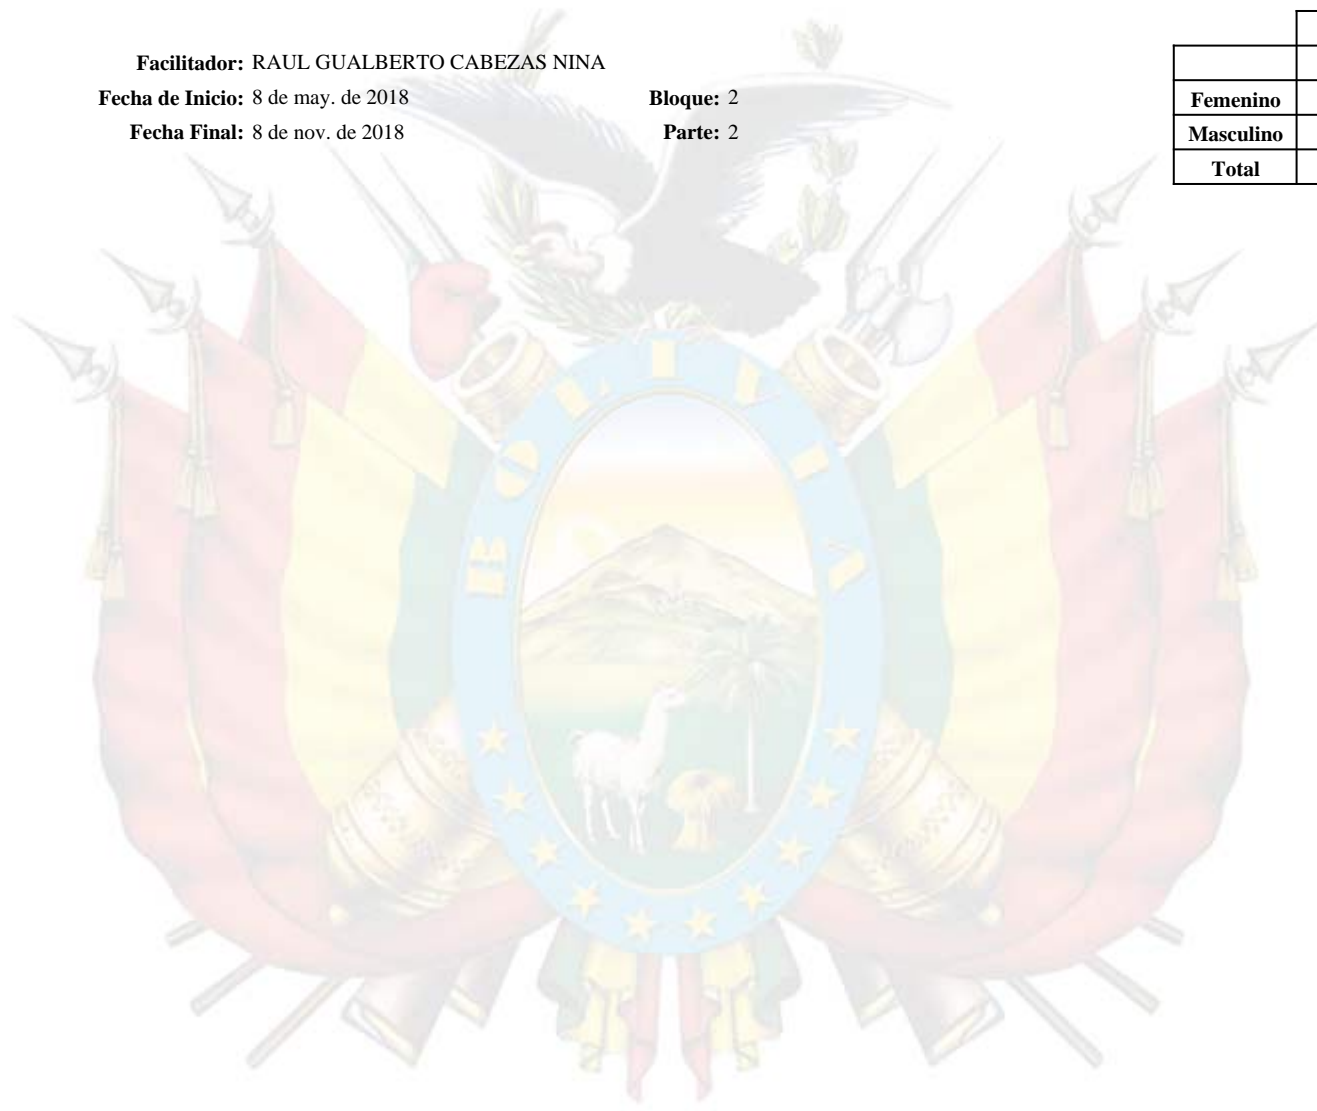 Facilitador: RAUL GUALBERTO CABEZAS NINA
Fecha de Inicio: 8 de may. de 2018 Bloque: 2
Fecha Final: 8 de nov. de 2018 Parte: 2
Femenino
Masculino
Total
BOLIVIA